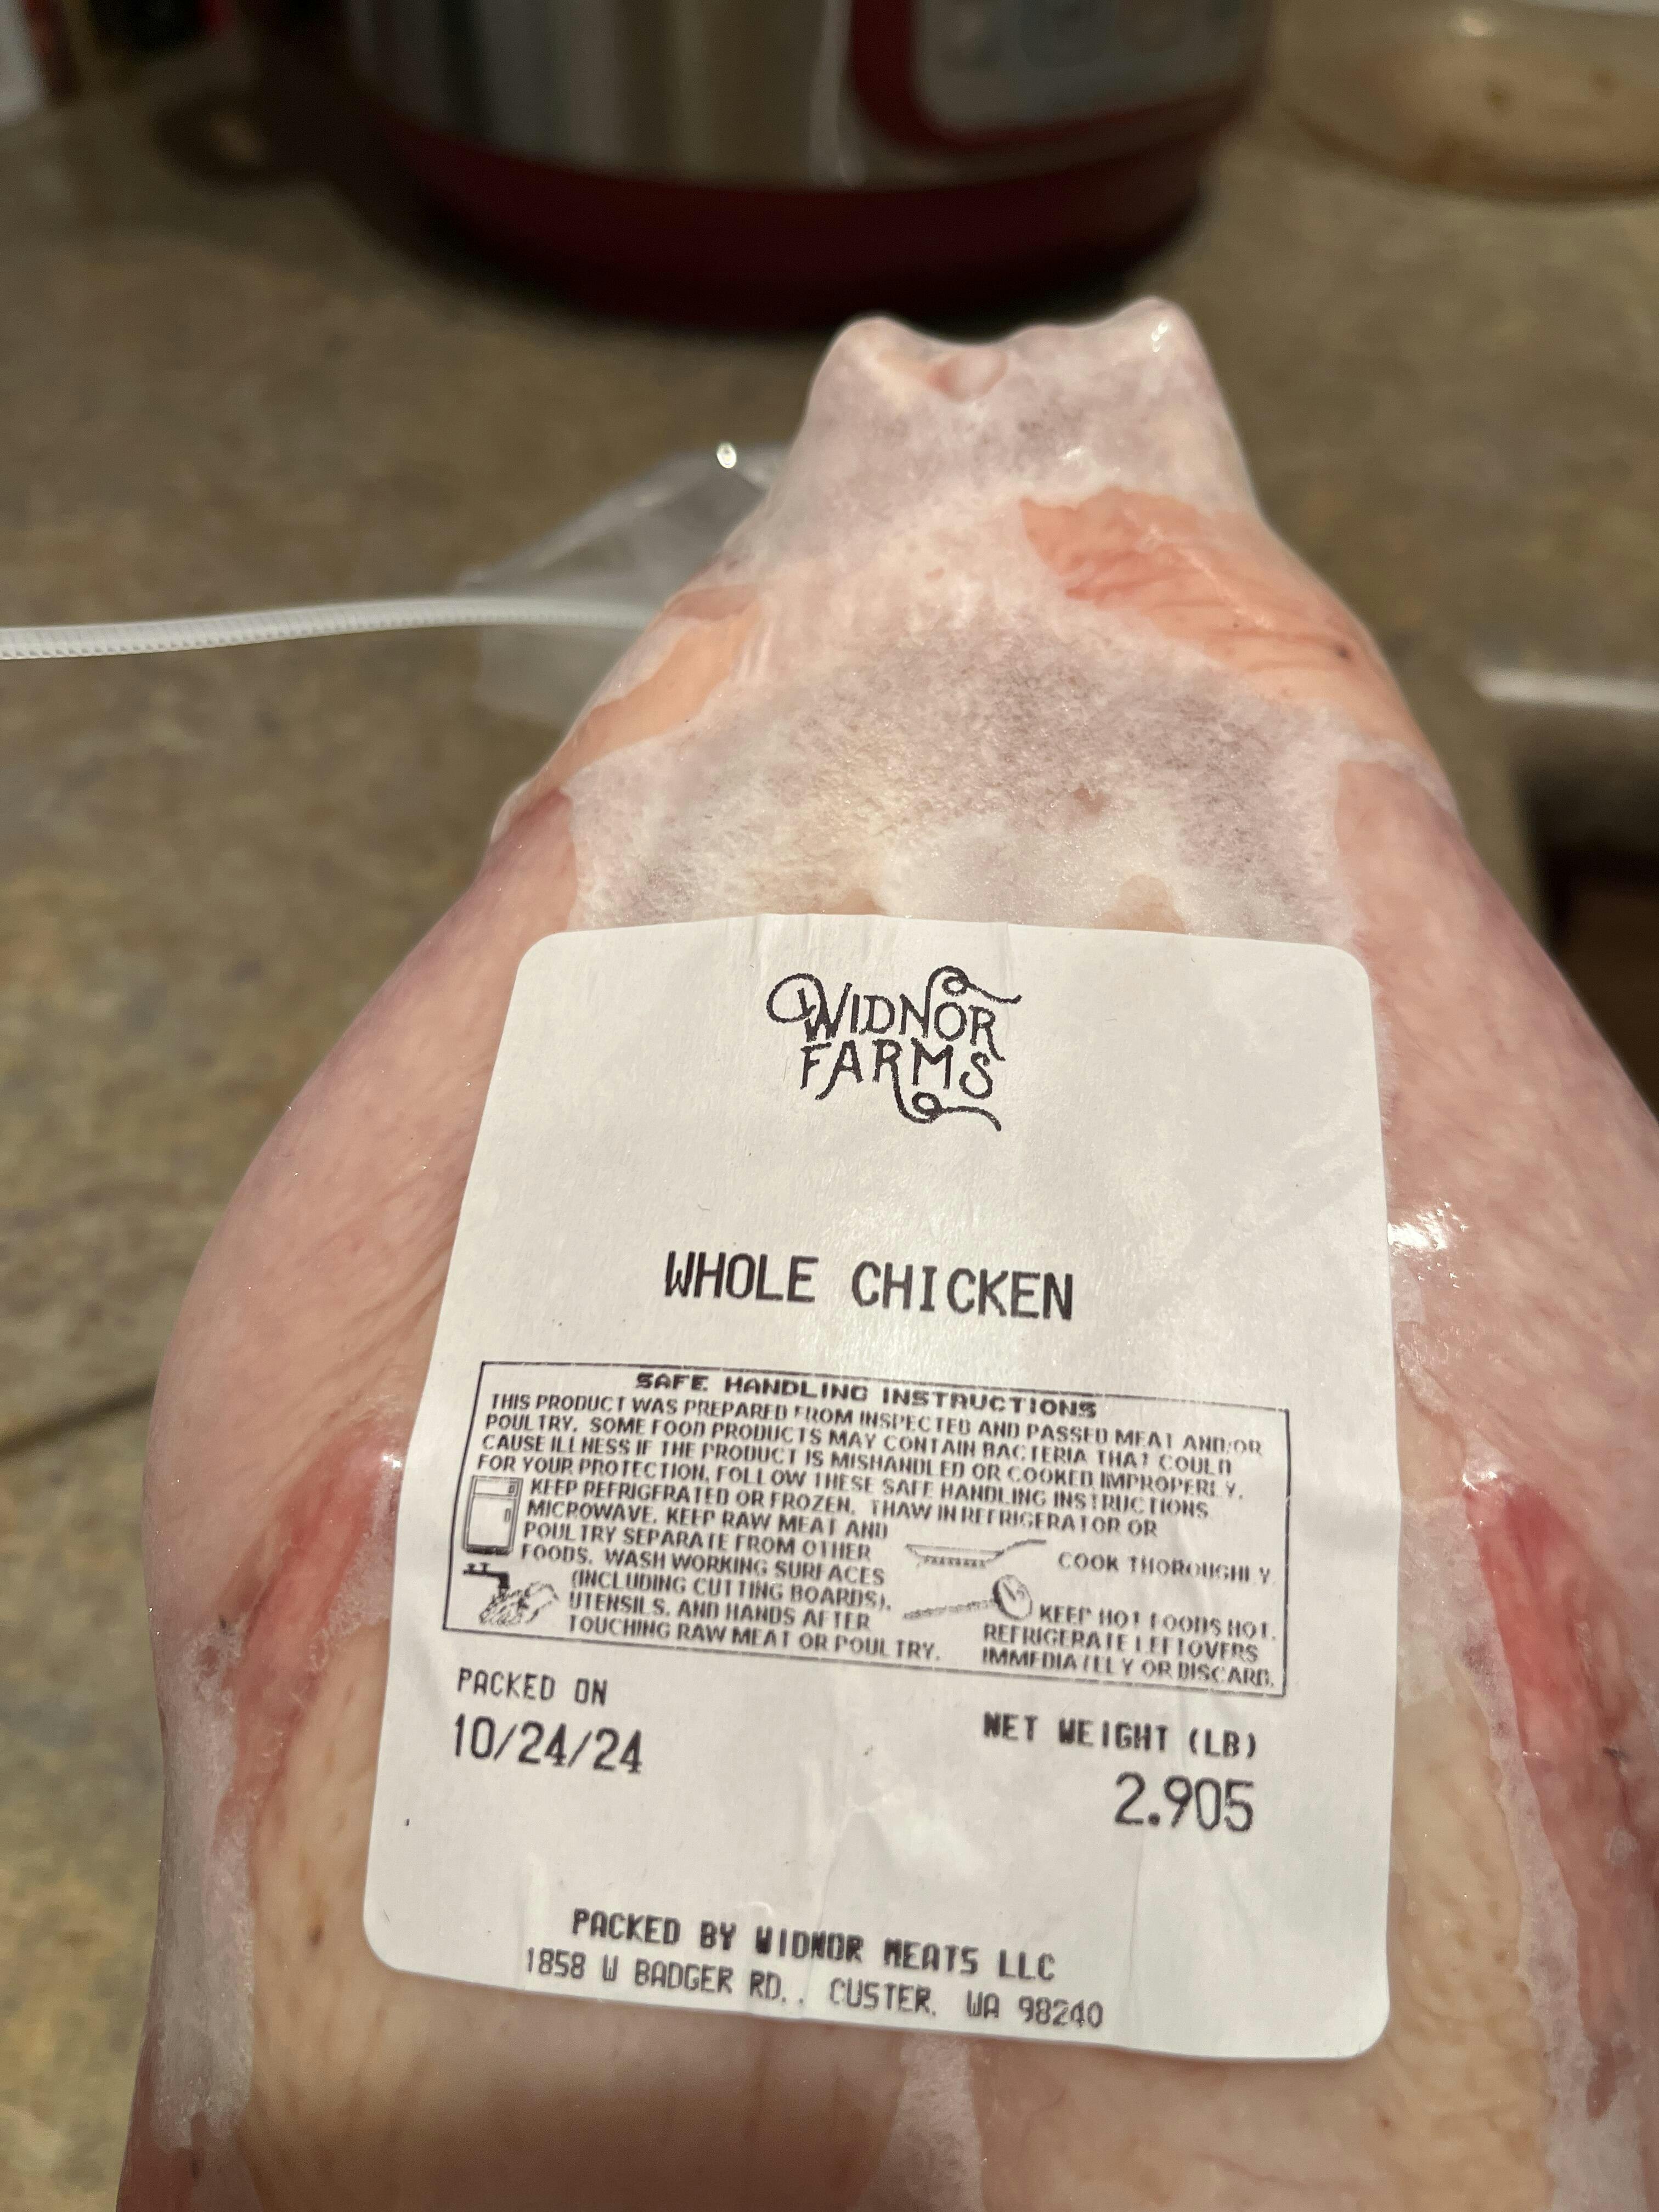 WIDNOR
FARMS
WHOLE CHICKEN
SAFE HANDLING INSTRUCTIONS
THIS PRODUCT WAS PREPARED FROM INSPECTED AND PASSED MEAT AND/OR
POULTRY. SOME FOOD PRODUCTS MAY CONTAIN BACTERIA THAT COULD
CAUSE ILLNESS IF THE PRODUCT IS MISHANDLED OR COOKED IMPROPERLY.
FOR YOUR PROTECTION, FOLLOW THESE SAFE HANDLING INSTRUCTIONS
KEEP REFRIGERATED OR FROZEN. THAW IN REFRIGERATOR OR
MICROWAVE. KEEP RAW MEAT AND
POULTRY SEPARATE FROM OTHER
FOODS. WASH WORKING SURFACES
(INCLUDING CUTTING BOARDS),
UTENSILS, AND HANDS AFTER
TOUCHING RAW MEAT OR POULTRY.
COOK THOROUGHLY
KEEP HOT FOODS HOT.
REFRIGERATE LEFTOVERS
IMMEDIATELY OR DISCARD.
PACKED ON
10/24/24
NET WEIGHT (LB)
2.905
PACKED BY WIDNOR MEATS LLC
1858 W BADGER RD., CUSTER, WA 98240